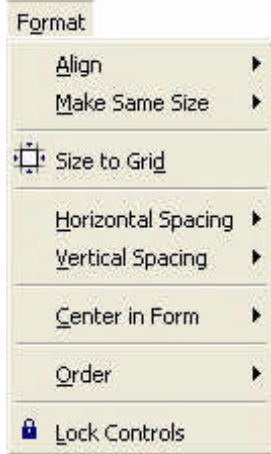 Format
Align
Make Same Size
Size to Grid
Horizontal Spacing
Vertical Spacing
Center in Form
Order
Lock Controls